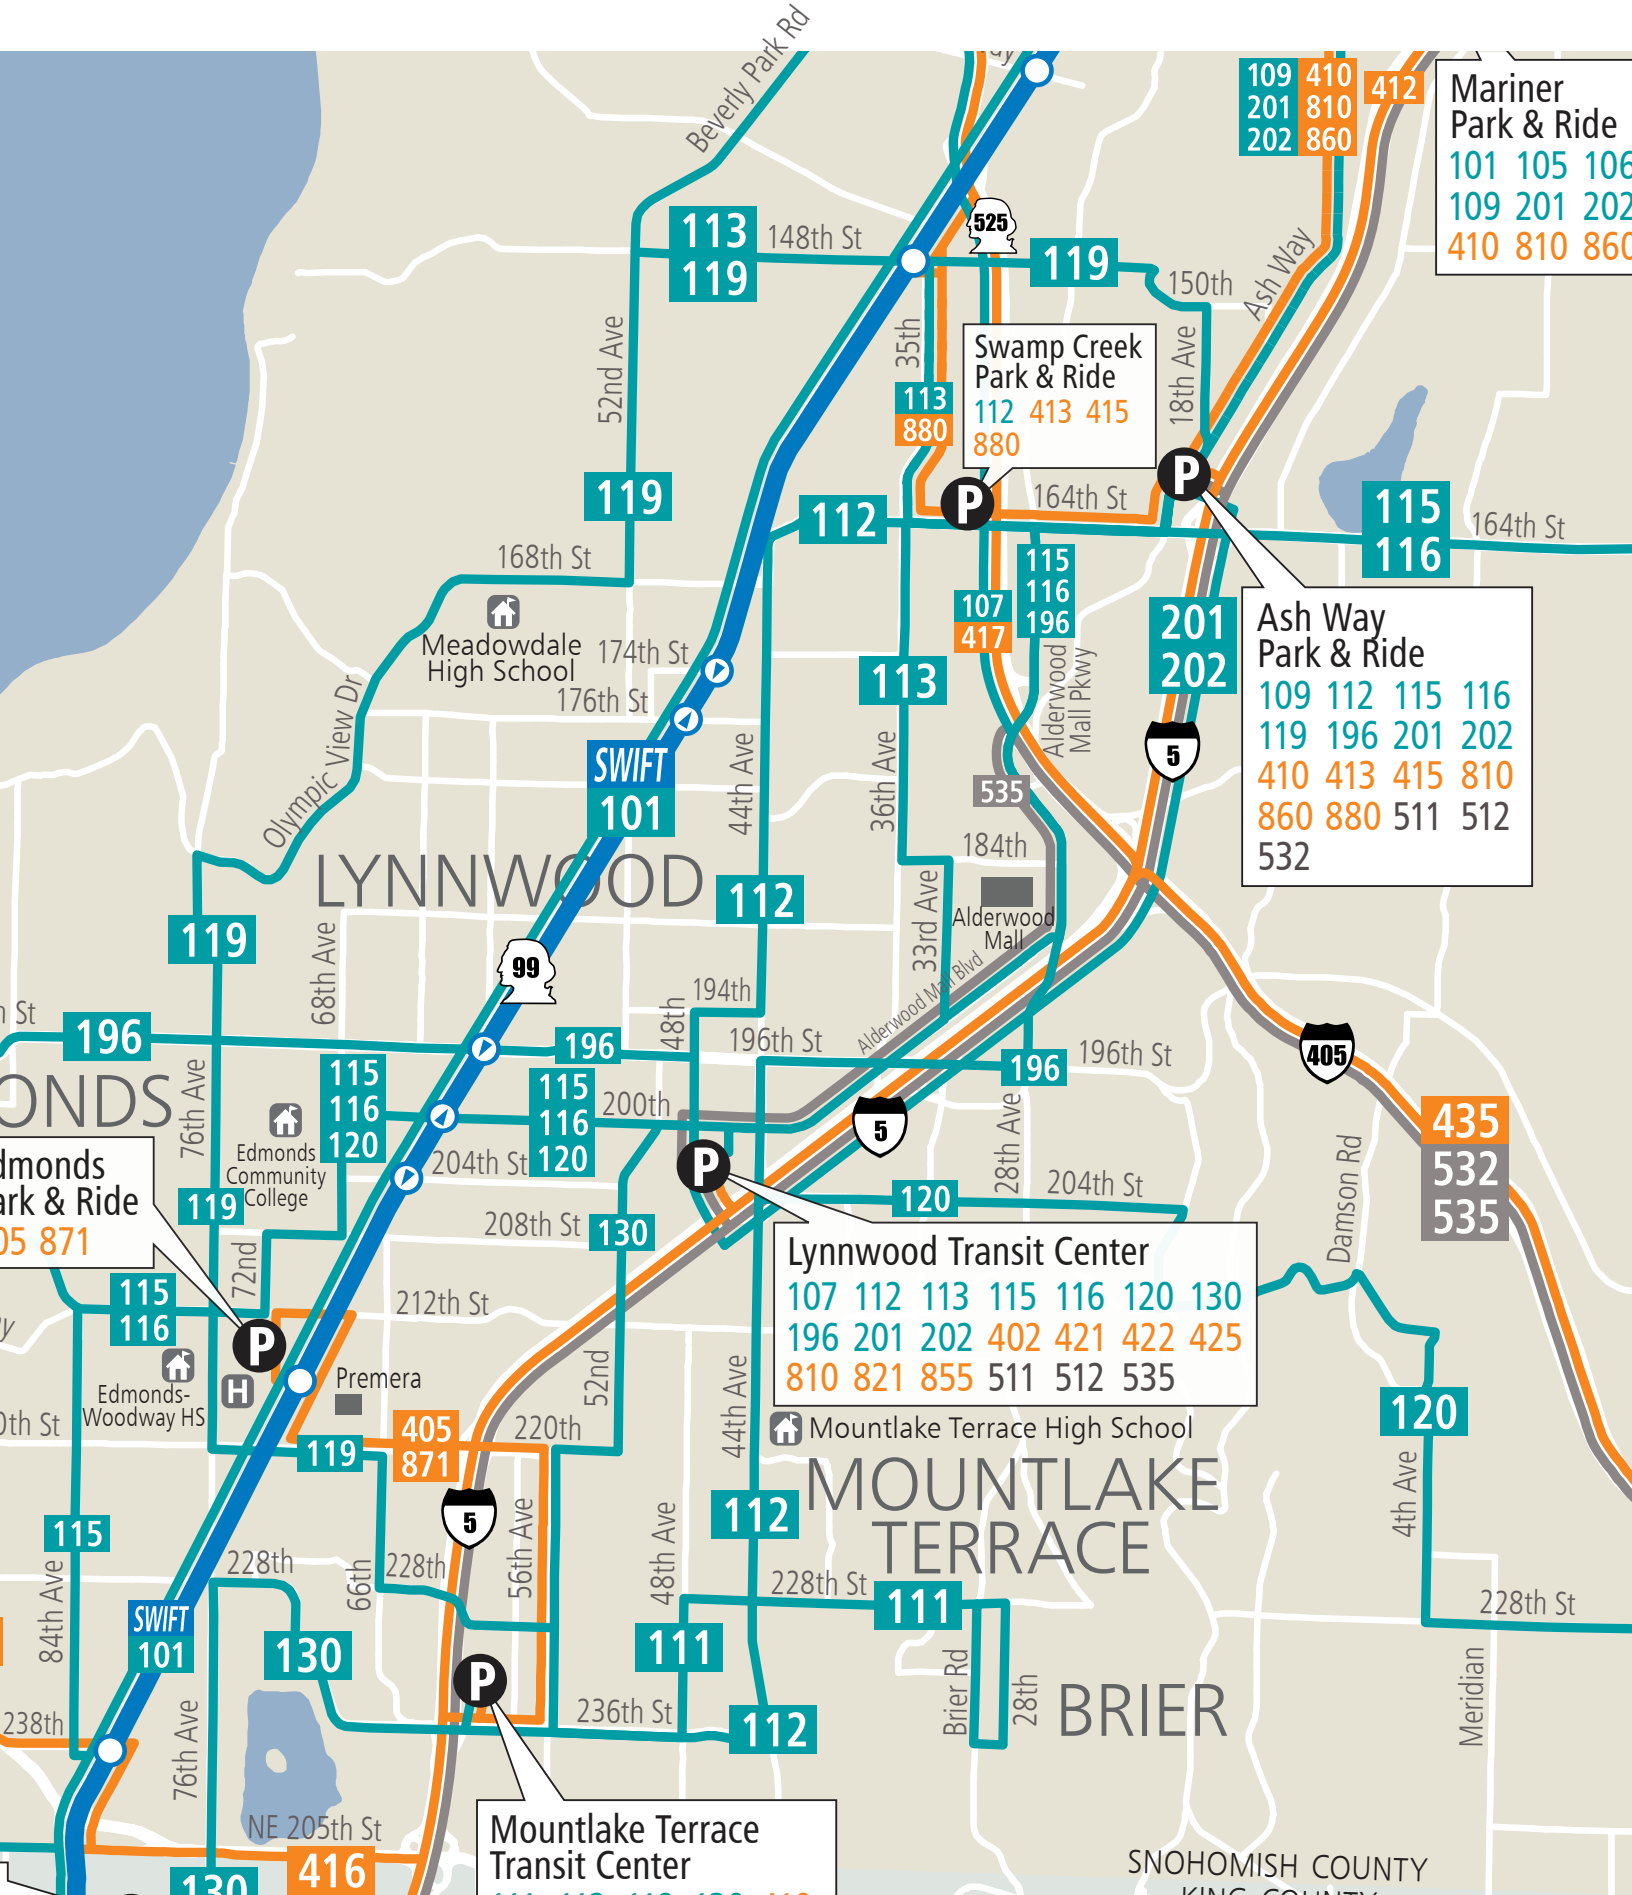 Beverly Park Rd
109 410
201 810
202 860
412
Mariner
Park & Ride
101 105 106
109 201 202
410 810 860
525
113
119
148th St
119
150th
Ash Way
52nd Ave
35th
18th Ave
Swamp Creek
Park & Ride
112 413 415
880
113
880
P
P
119
112
164th St
115
116
164th St
168th St
115
116
196
107
417
201
202
Ash Way
Park & Ride
109 112 115 116
119 196 201 202
410 413 415 810
860 880 511 512
532
Meadowdale
High School
174th St
176th St
113
Alderwood
Mall Pkwy
5
Olympic View Dr
SWIFT
101
44th Ave
36th Ave
535
184th
LYNNWOOD
112
33rd Ave
Alderwood
Mall
119
68th Ave
99
194th
48th
Alderwood Mall Blvd
h St
196
196
196th St
196
196th St
405
ONDS
76th Ave
115
116
120
115
116
120
200th
5
28th Ave
435
532
535
Edmonds
Community
College
204th St
P
Damson Rd
dmonds
ark & Ride
05 871
119
120
204th St
208th St
130
72nd
Lynnwood Transit Center
107 112 113 115 116 120 130
196 201 202 402 421 422 425
810 821 855 511 512 535
115
116
212th St
P
H
Premera
52nd
44th Ave
Edmonds-
Woodway HS
0th St
119
405
871
220th
Mountlake Terrace High School
120
MOUNTLAKE
TERRACE
4th Ave
115
5
56th Ave
48th Ave
112
84th Ave
228th
66th
228th
228th St
111
228th St
SWIFT
101
130
111
Brier Rd
28th
BRIER
Meridian
P
238th
76th Ave
236th St
112
NE 205th St
416
130
Mountlake Terrace
Transit Center
SNOHOMISH COUNTY
KING COUNTY